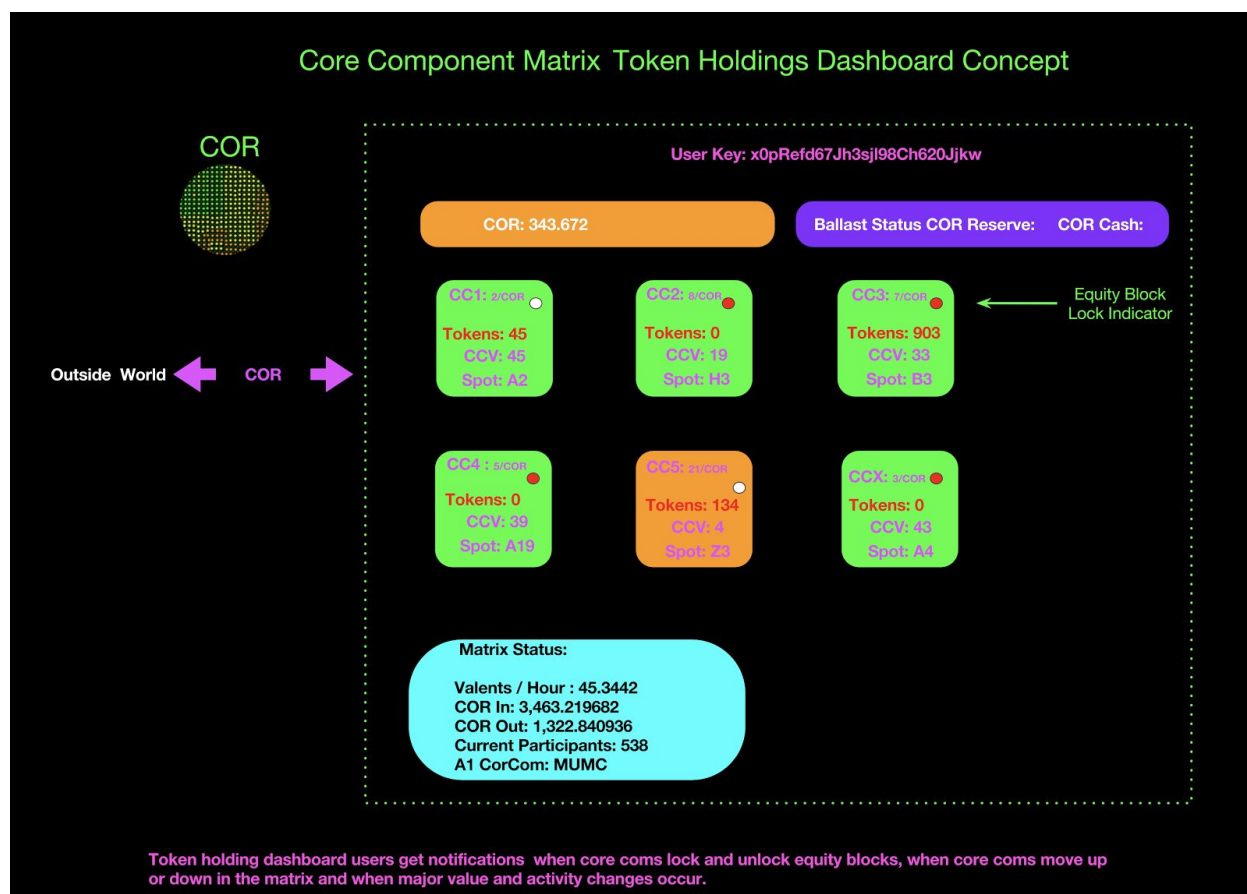 Core Component Matrix Token Holdings Dashboard Concept
COR
User Key: x0pRefd67Jh3sjl98Ch620Jjkw
COR: 343.672
Ballast Status COR Reserve: COR Cash:
CC1: 2/COR
Tokens: 45
CCV: 45
Spot: A2
CC2: 8/COR
Tokens: 0
CCV: 19
Spot: H3
CC3: 7/COR
Tokens: 903
CCV: 33
Spot: B3
Equity Block
Lock Indicator
Outside World
COR
CC4 : 5/COR
Tokens: 0
CCV: 39
Spot: A19
CC5: 21/COR
Tokens: 134
CCV: 4
Spot: Z3
CCX: 3/COR
Tokens: 0
CCV: 43
Spot: A4
Matrix Status:
Valents / Hour : 45.3442
COR In: 3,463.219682
COR Out: 1,322.840936
Current Participants: 538
A1 CorCom: MUMC
Token holding dashboard users get notifications when core coms lock and unlock equity blocks, when core coms move up
or down in the matrix and when major value and activity changes occur.